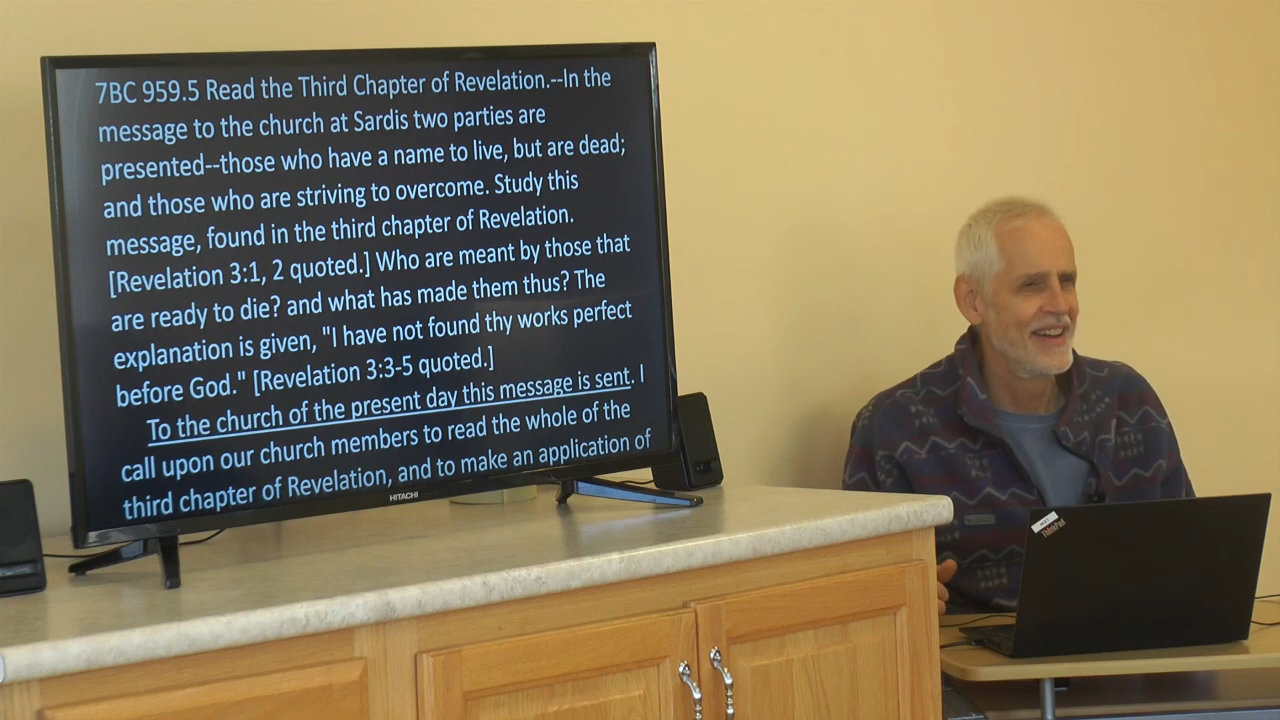 7BC 959.5 Read the Third Chapter of Revelation.--In the
message to the church at Sardis two parties are
presented--those who have a name to live, but are dead;
and those who are striving to overcome. Study this
message, found in the third chapter of Revelation.
[Revelation 3:1, 2 quoted.] Who are meant by those that
are ready to die? and what has made them thus? The
explanation is given, "I have not found thy works perfect
before God." [Revelation 3:3-5 quoted.]
To the church of the present day this message is sent. I
call upon our church members to read the whole of the
third chapter of Revelation, and to make an application of
HITACHI
ThinkPad